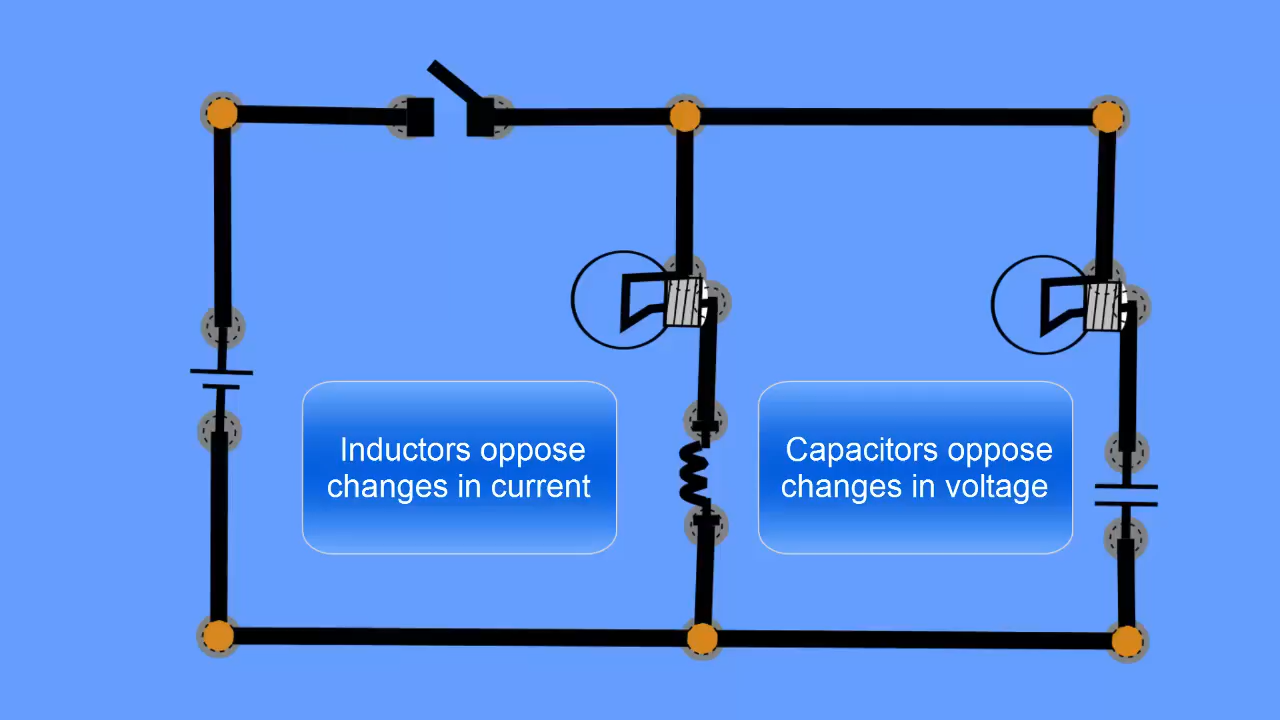 Inductors oppose
changes in current
Capacitors oppose
changes in voltage